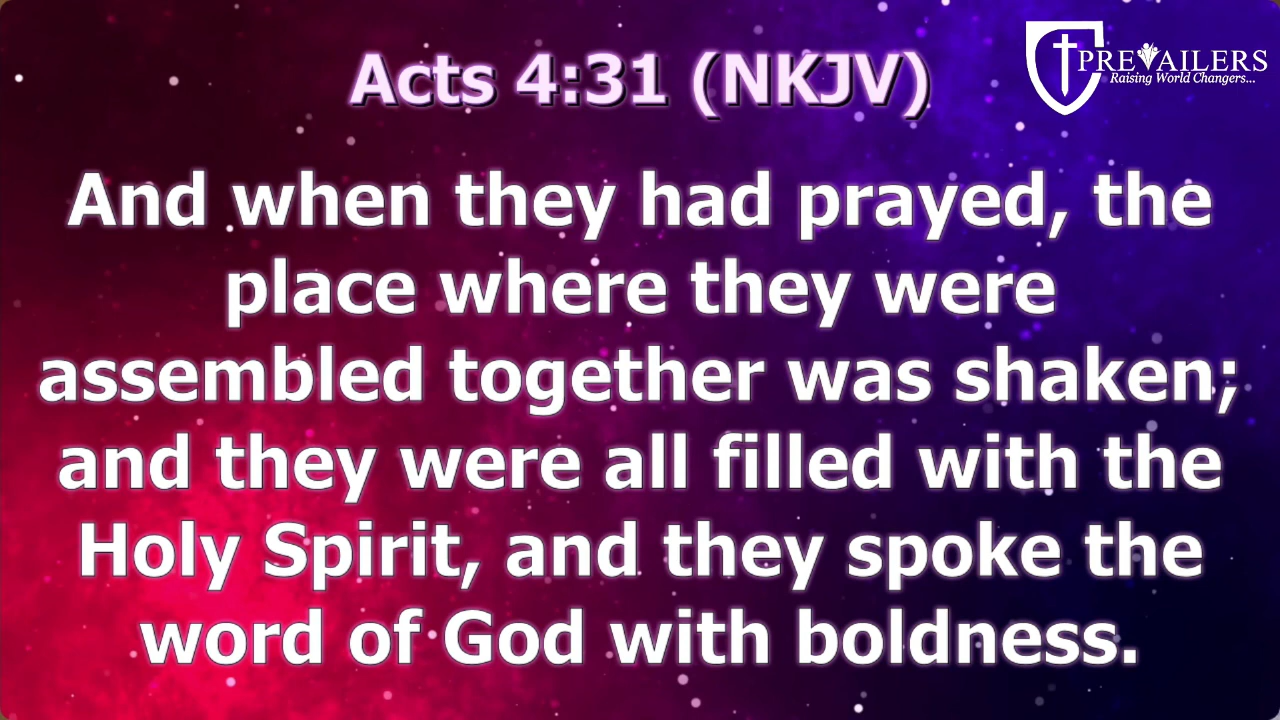 Acts 4:31 (NKJV)
PREVAILERS
Raising World Changers...
And when they had prayed, the
place where they were
assembled together was shaken;
and they were all filled with the
Holy Spirit, and they spoke the
word of God with boldness.